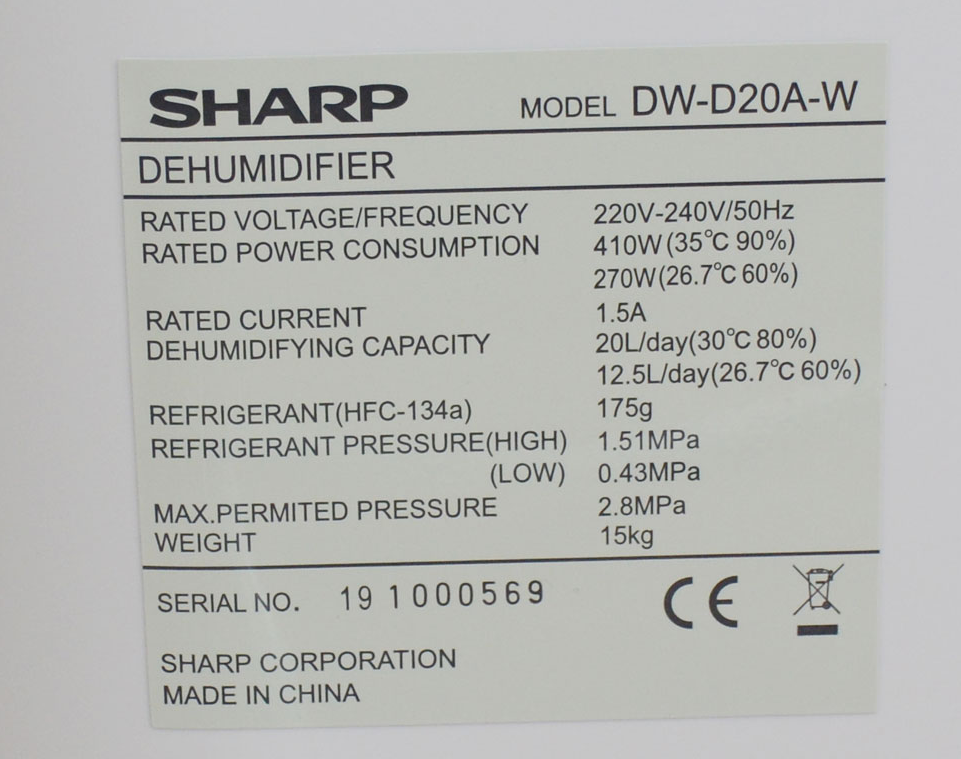 SHARP MODEL DW-D20A-W
DEHUMIDIFIER
RATED VOLTAGE/FREQUENCY 220V-240V/50Hz
RATED POWER CONSUMPTION 410W(35℃ 90%)
270W(26.7℃ 60%)
RATED CURRENT 1.5A
DEHUMIDIFYING CAPACITY 20L/day(30℃ 80%)
12.5L/day(26.7℃ 60%)
REFRIGERANT(HFC-134a) 175g
REFRIGERANT PRESSURE(HIGH) 1.51MPa
(LOW) 0.43MPa
MAX.PERMITED PRESSURE 2.8MPa
WEIGHT 15kg
SERIAL NO. 19 1000569 CE
SHARP CORPORATION
MADE IN CHINA